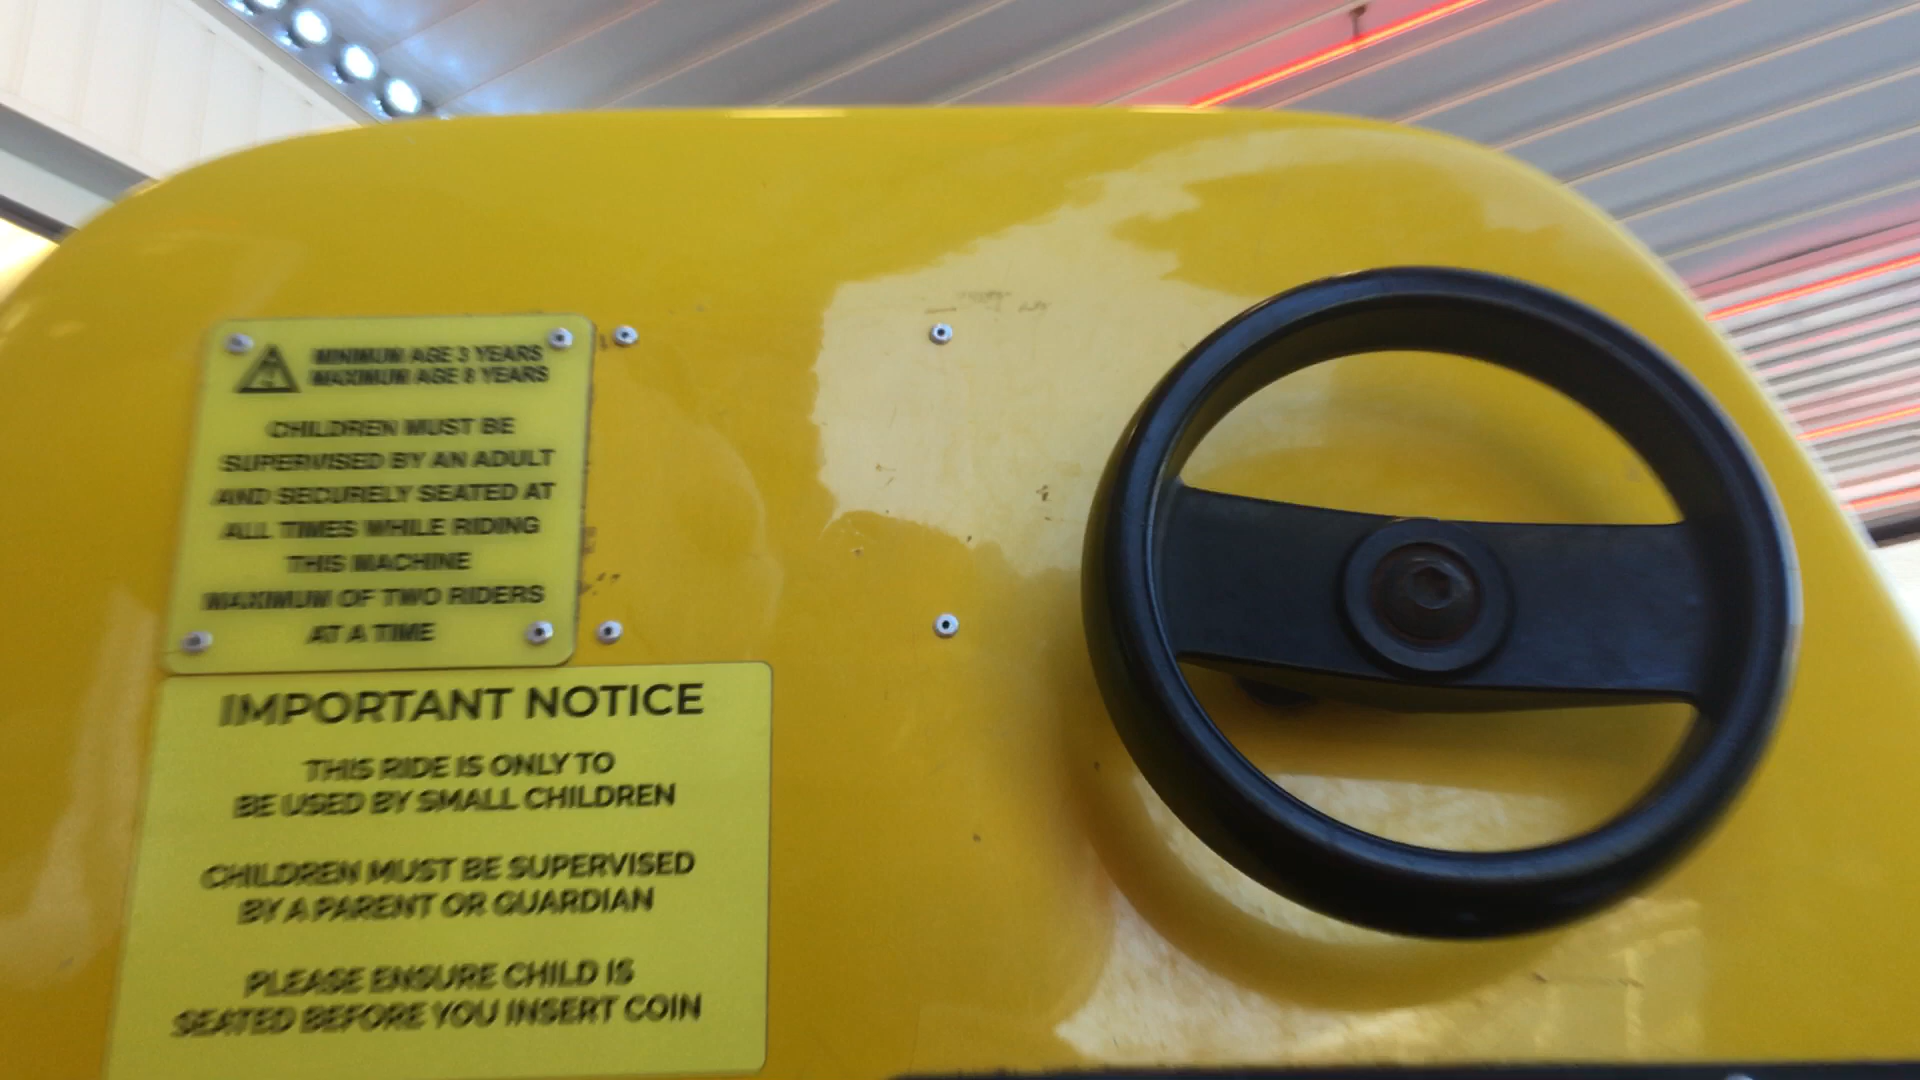 MINIMUM AGE 3 YEARS
MAXIMUM AGE 8 YEARS
CHILDREN MUST BE
SUPERVISED BY AN ADULT
AND SECURELY SEATED AT
ALL TIMES WHILE RIDING
THIS MACHINE
MAXIMUM OF TWO RIDERS
AT A TIME
IMPORTANT NOTICE
THIS RIDE IS ONLY TO
BE USED BY SMALL CHILDREN
CHILDREN MUST BE SUPERVISED
BY A PARENT OR GUARDIAN
PLEASE ENSURE CHILD IS
SEATED BEFORE YOU INSERT COIN